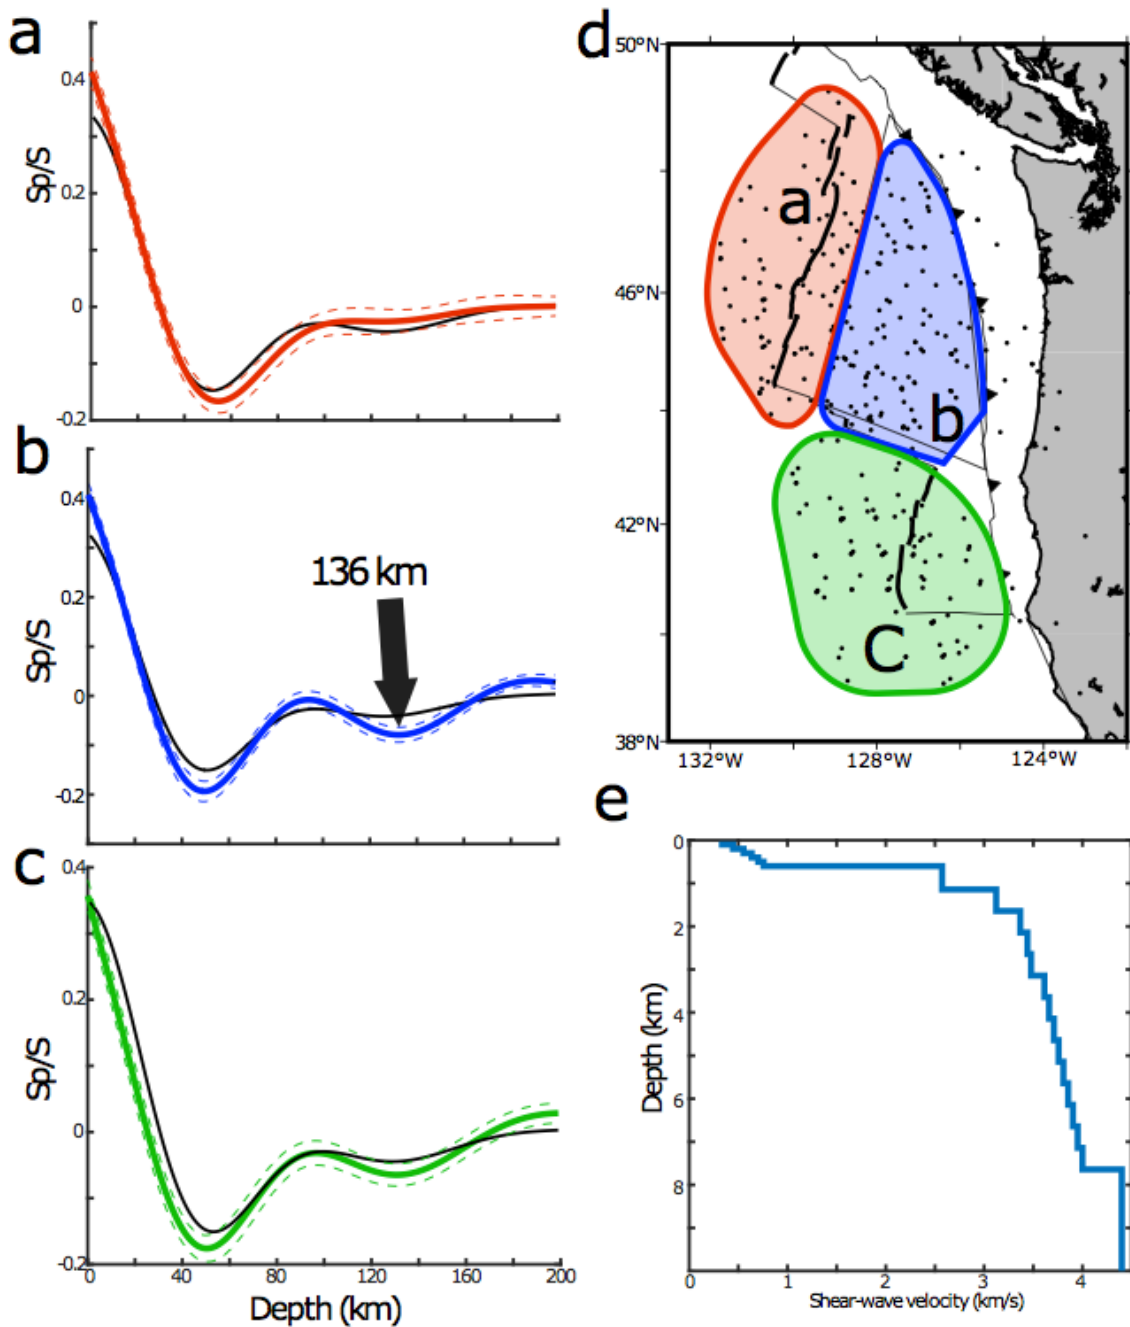 a
0.4
0.2
0
-0.2
Sp/S
b
0.4
0.2
0
-0.2
Sp/S
136 km
c
0.4
0.2
0
-0.2
Sp/S
0 40 80 120 160 200
Depth (km)
d
50°N
46°N
42°N
38°N
132°W 128°W 124°W
a
b
C
e
0
2
4
6
8
Depth (km)
0 1 2 3 4
Shear-wave velocity (km/s)